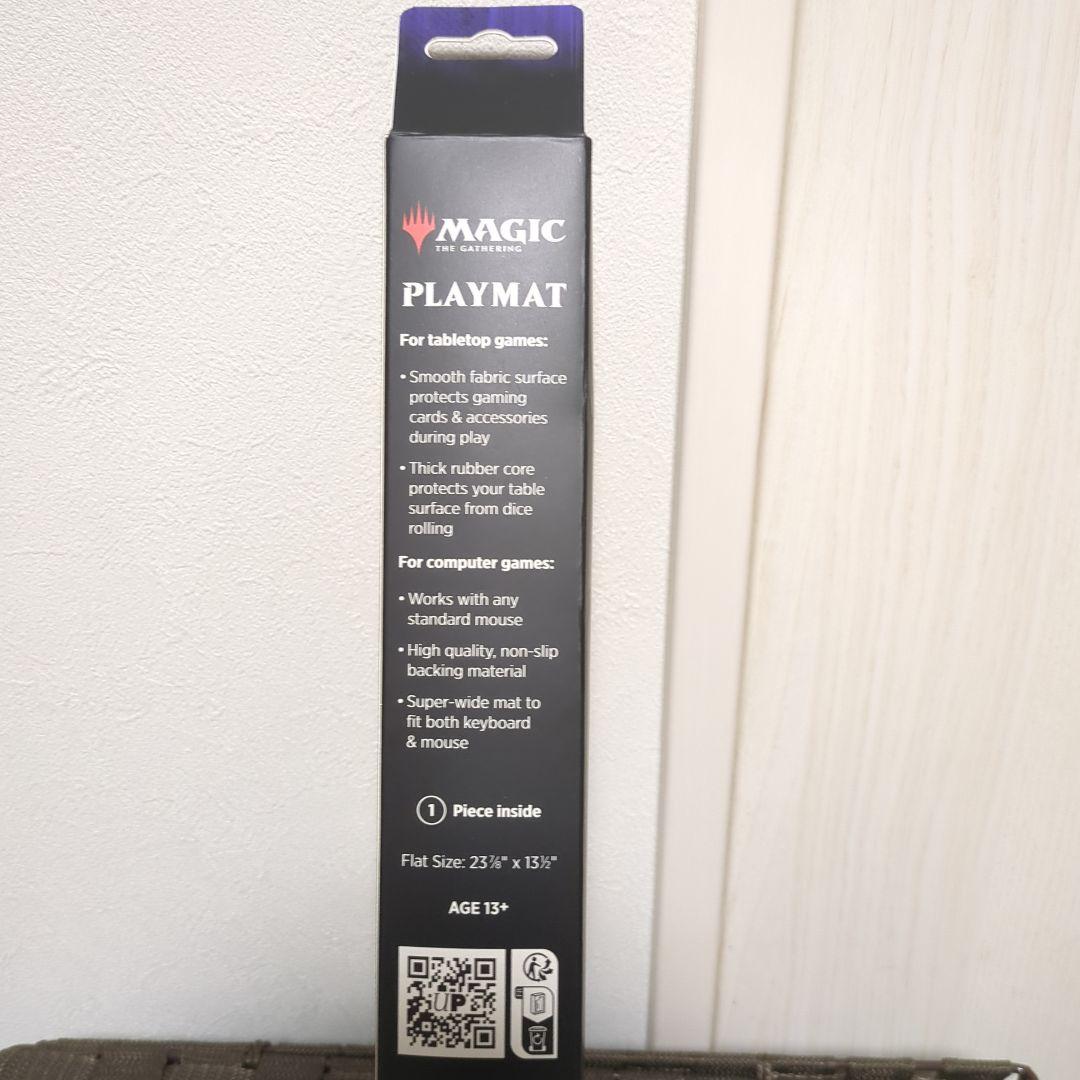 MAGIC
THE GATHERING
PLAYMAT
For tabletop games:
• Smooth fabric surface
protects gaming
cards & accessories
during play
• Thick rubber core
protects your table
surface from dice
rolling
For computer games:
• Works with any
standard mouse
• High quality, non-slip
backing material
• Super-wide mat to
fit both keyboard
& mouse
1 Piece inside
Flat Size: 23⅞" x 13½"
AGE 13+
UP